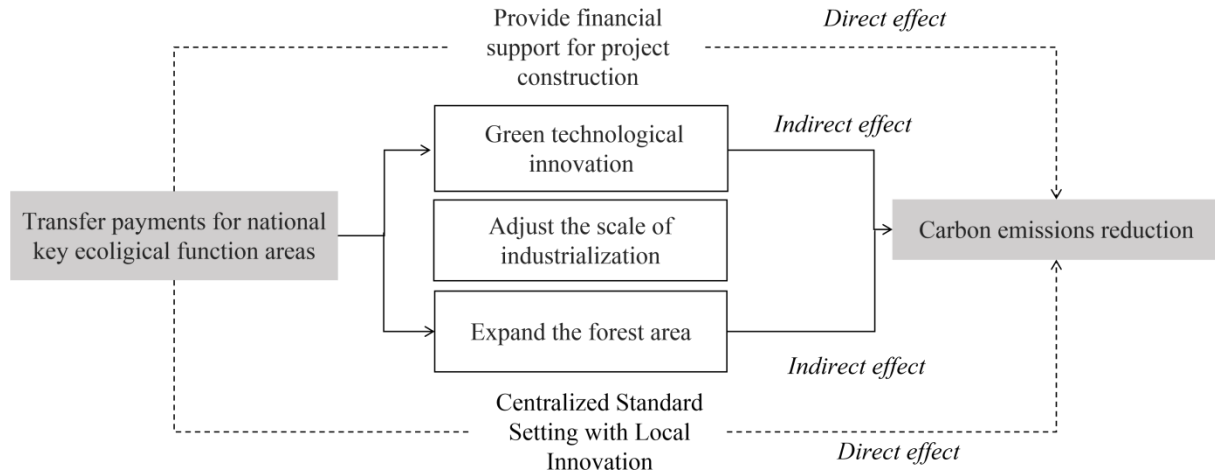 Provide financial
support for project
construction
Direct effect
Green technological
innovation
Indirect effect
Transfer payments for national
key ecoligical function areas
Adjust the scale of
industrialization
Carbon emissions reduction
Expand the forest area
Indirect effect
Centralized Standard
Setting with Local
Innovation
Direct effect